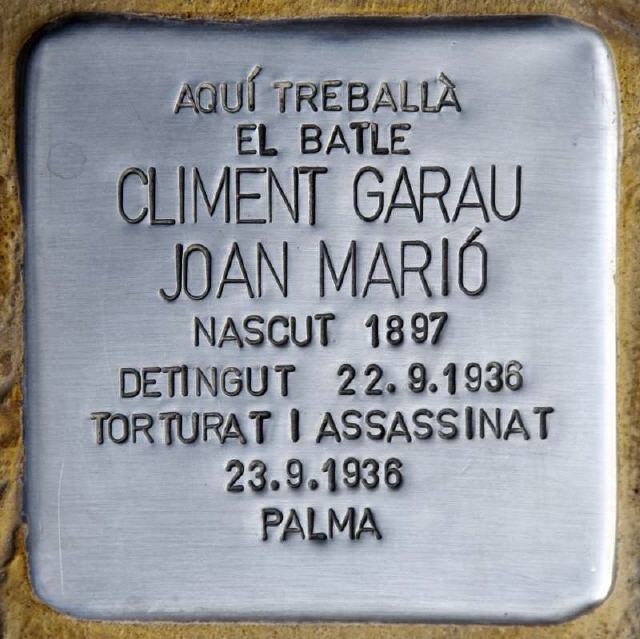 AQUÍ TREBALLÀ
EL BATLE
CLIMENT GARAU
JOAN MARIÓ
NASCUT 1897
DETINGUT 22.9.1936
TORTURAT I ASSASSINAT
23.9.1936
PALMA